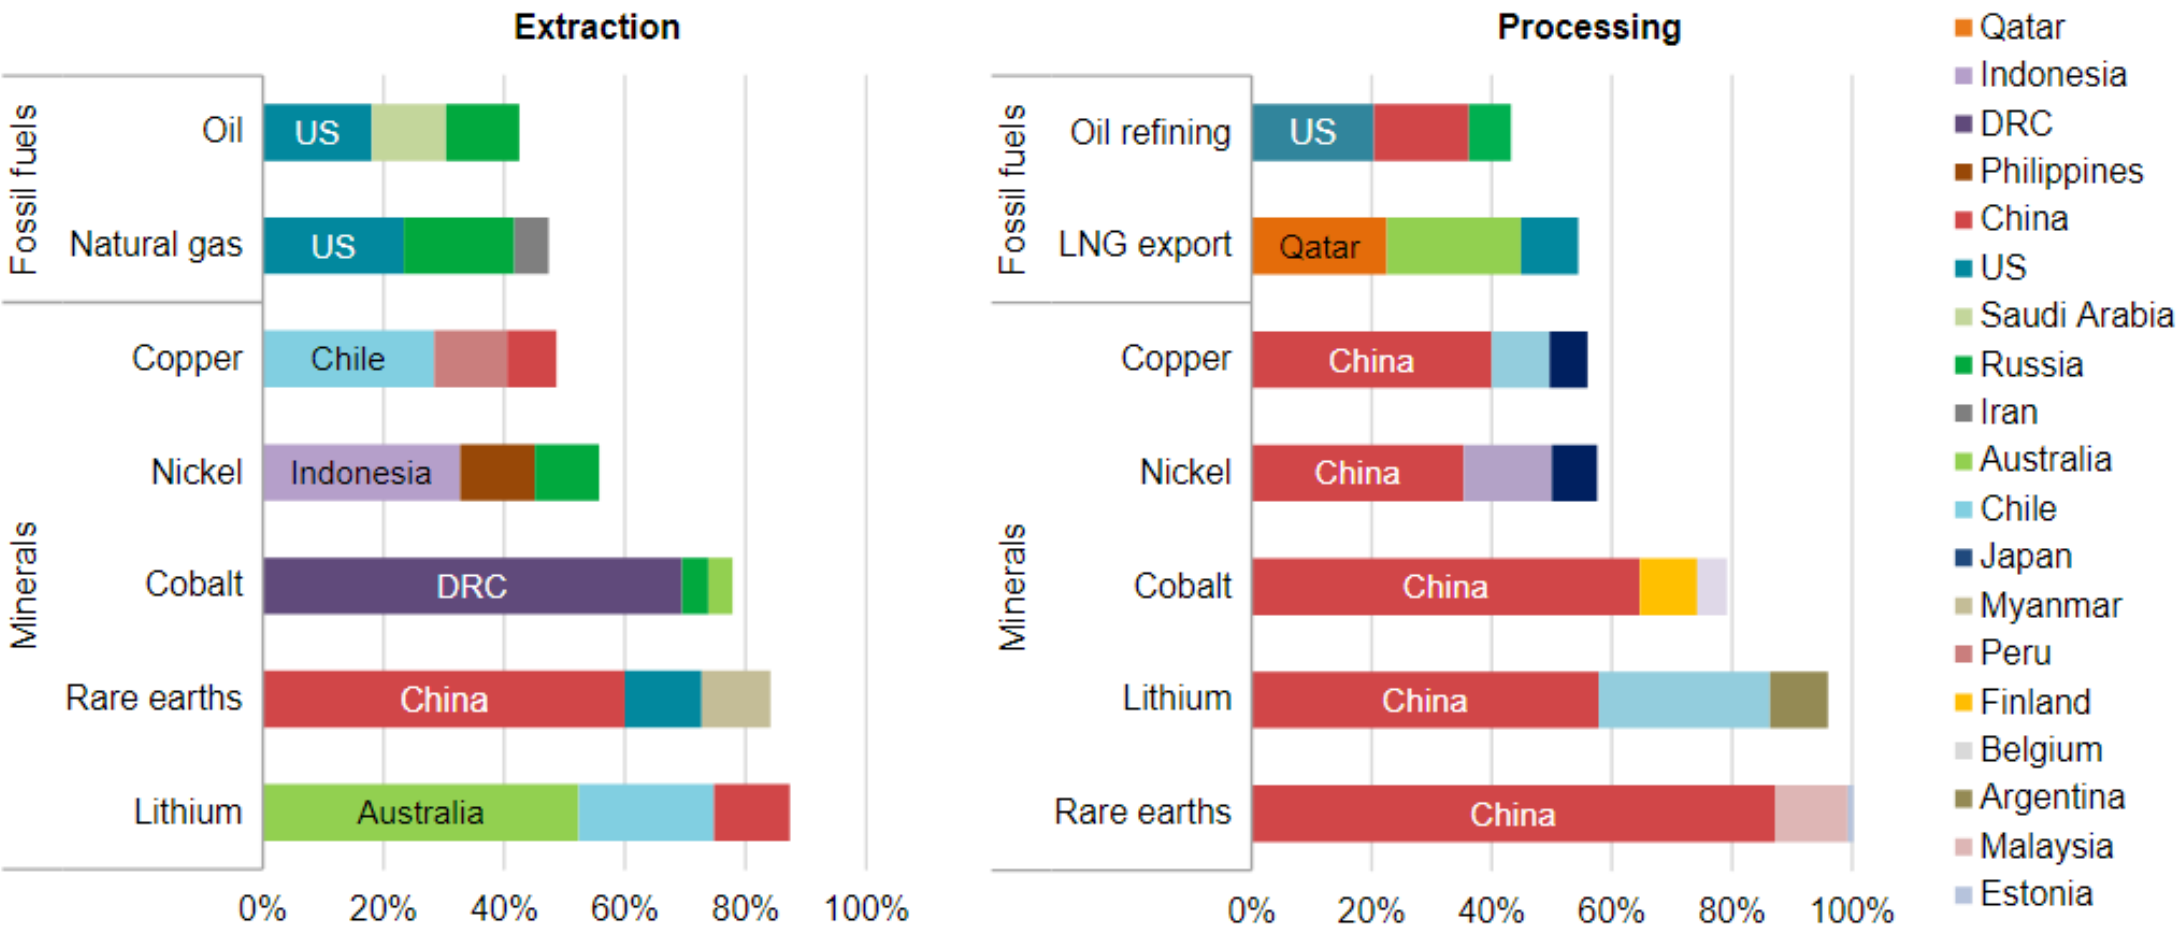 Extraction
Fossil fuels
Oil
US
Natural gas
US
Minerals
Copper
Chile
Nickel
Indonesia
Cobalt
DRC
Rare earths
China
Lithium
Australia
0% 20% 40% 60% 80% 100%
Processing
Fossil fuels
Oil refining
US
LNG export
Qatar
Minerals
Copper
China
Nickel
China
Cobalt
China
Lithium
China
Rare earths
China
0% 20% 40% 60% 80% 100%
Qatar
Indonesia
DRC
Philippines
China
US
Saudi Arabia
Russia
Iran
Australia
Chile
Japan
Myanmar
Peru
Finland
Belgium
Argentina
Malaysia
Estonia